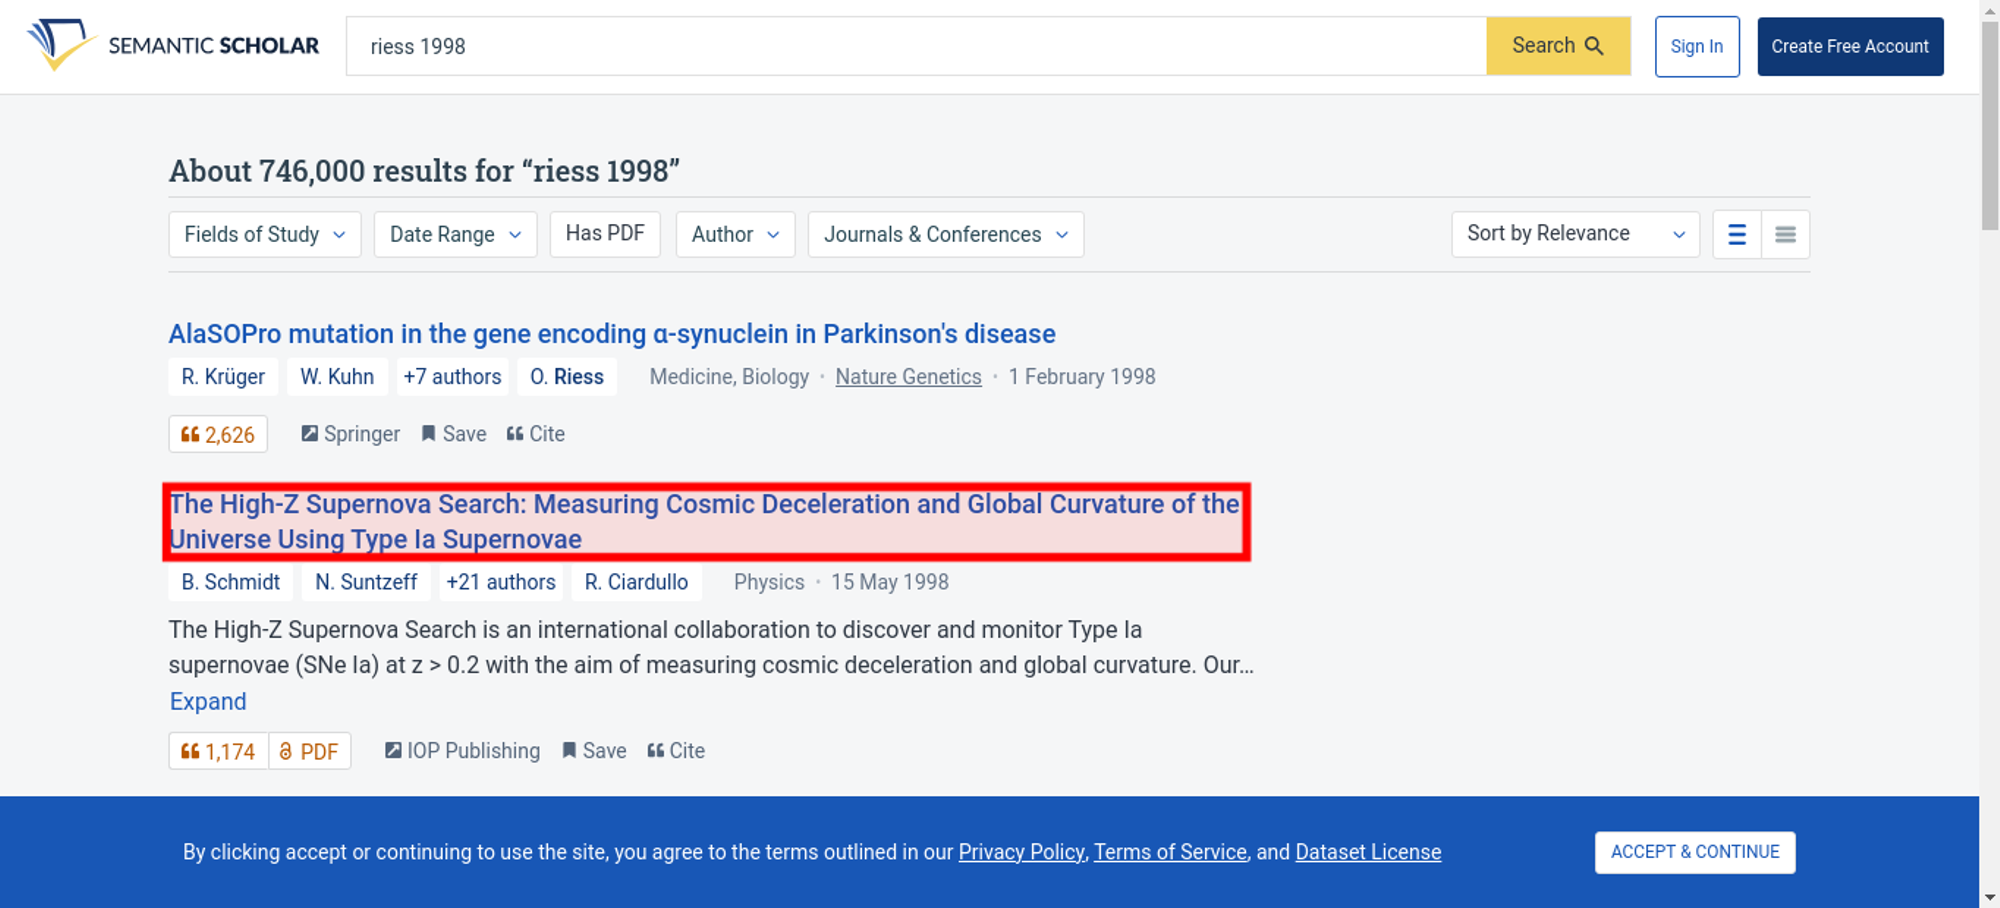 SEMANTIC SCHOLAR
riess 1998
Search
Sign In
Create Free Account
About 746,000 results for “riess 1998”
Fields of Study
Date Range
Has PDF
Author
Journals & Conferences
Sort by Relevance
AlaSOPro mutation in the gene encoding α-synuclein in Parkinson's disease
R. Krüger W. Kuhn +7 authors O. Riess Medicine, Biology · Nature Genetics · 1 February 1998
2,626 Springer Save Cite
The High-Z Supernova Search: Measuring Cosmic Deceleration and Global Curvature of the
Universe Using Type Ia Supernovae
B. Schmidt N. Suntzeff +21 authors R. Ciardullo Physics · 15 May 1998
The High-Z Supernova Search is an international collaboration to discover and monitor Type Ia
supernovae (SNe Ia) at z > 0.2 with the aim of measuring cosmic deceleration and global curvature. Our…
Expand
1,174 PDF IOP Publishing Save Cite
By clicking accept or continuing to use the site, you agree to the terms outlined in our Privacy Policy, Terms of Service, and Dataset License
ACCEPT & CONTINUE